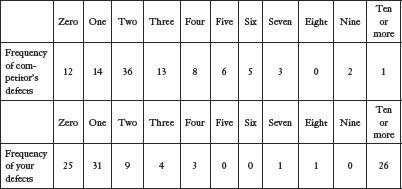 Zero One Two Three Four Five Six Seven Eight Nine Ten or more
Frequency of com-petitor's defects 12 14 36 13 8 6 5 3 0 2 1
Zero One Two Three Four Five Six Seven Eight Nine Ten or more
Frequency of your defects 25 31 9 4 3 0 0 1 1 0 26